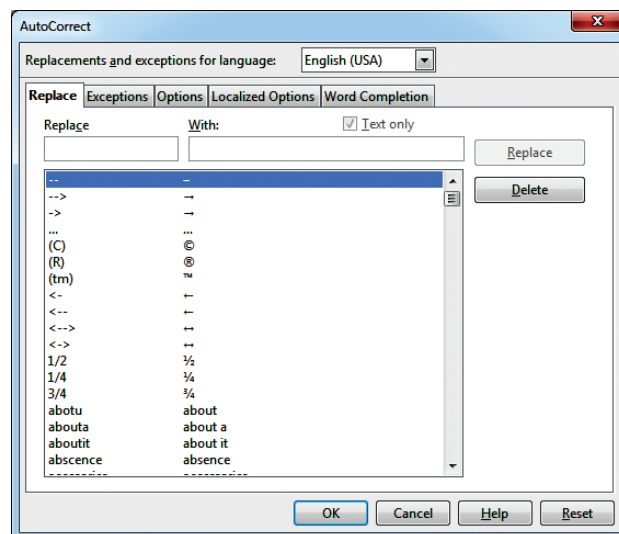 AutoCorrect
Replacements and exceptions for language: English (USA)
Replace Exceptions Options Localized Options Word Completion
Replace With: Text only
Replace
-- –
Delete
--> →
-> →
... …
(C) ©
(R) ®
(tm) ™
<- ←
<-- ←
<--> ↔
<-> ↔
1/2 ½
1/4 ¼
3/4 ¾
abotu about
abouta about a
aboutit about it
abscence absence
OK Cancel Help Reset